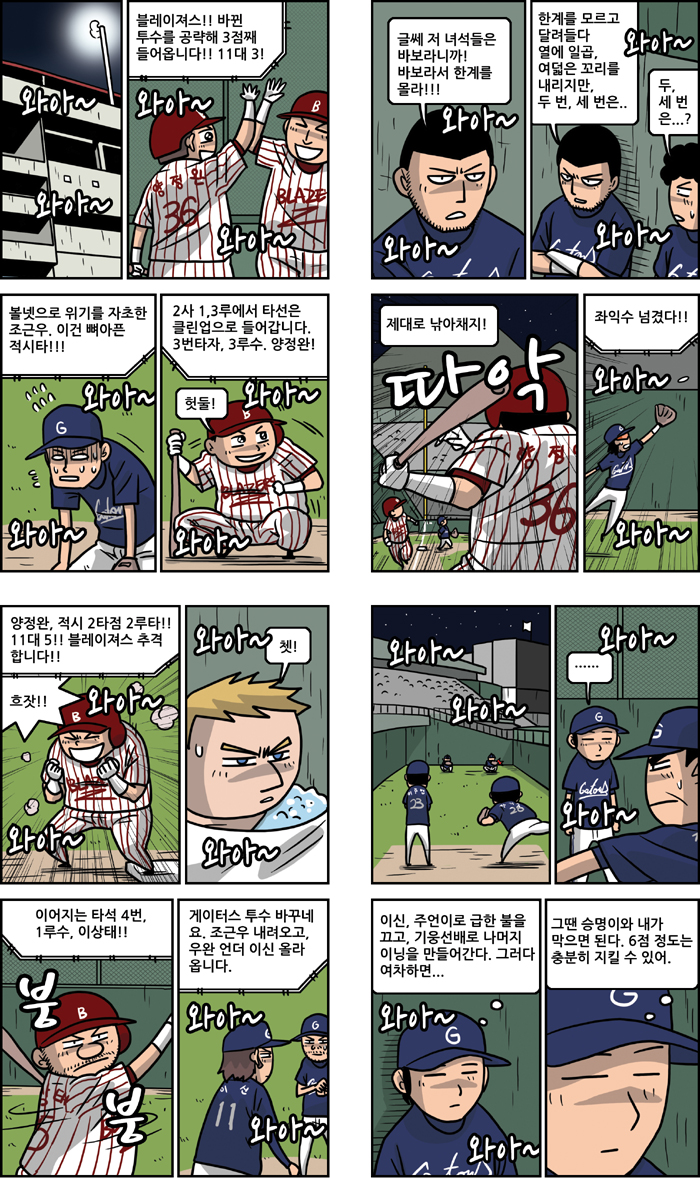 블레이져스!! 바뀐
투수를 공략해 3점째
들어옵니다!! 11대 3!
와아~
와아~
와아~
와아~
B
B
양정완
36
BLAZE
글쎄 저 녀석들은
바보라니까!
바보라서 한계를
몰라!!!
와아~
와아~
한계를 모르고
달려들다
열에 일곱,
여덟은 꼬리를
내리지만,
두 번, 세 번은..
와아~
두,
세 번
은...?
와아~
Gators
볼넷으로 위기를 자초한
조근우. 이건 뼈아픈
적시타!!!
와아~
G
와아~
2사 1,3루에서 타선은
클린업으로 들어갑니다.
3번타자, 3루수. 양정완!
와아~
헛둘!
B
BLAZERS
와아~
제대로 낚아채지!
따악
양정
36
좌익수 넘겼다!!
와아~
와아~
양정완, 적시 2타점 2루타!!
11대 5!! 블레이져스 추격
합니다!!
흐잣!!
와아~
B
와아~
와아~
쳇!
와아~
와아~
와아~
23
28
와아~
......
G
G
Gators
와아~
이어지는 타석 4번,
1루수, 이상태!!
붕
B
붕
게이터스 투수 바꾸네
요. 조근우 내려오고,
우완 언더 이신 올라
옵니다.
와아~
G
이신
11
와아~
이신, 주언이로 급한 불을
끄고, 기웅선배로 나머지
이닝을 만들어간다. 그러다
여차하면...
와아~
G
와아~
그땐 승명이와 내가
막으면 된다. 6점 정도는
충분히 지킬 수 있어.
G